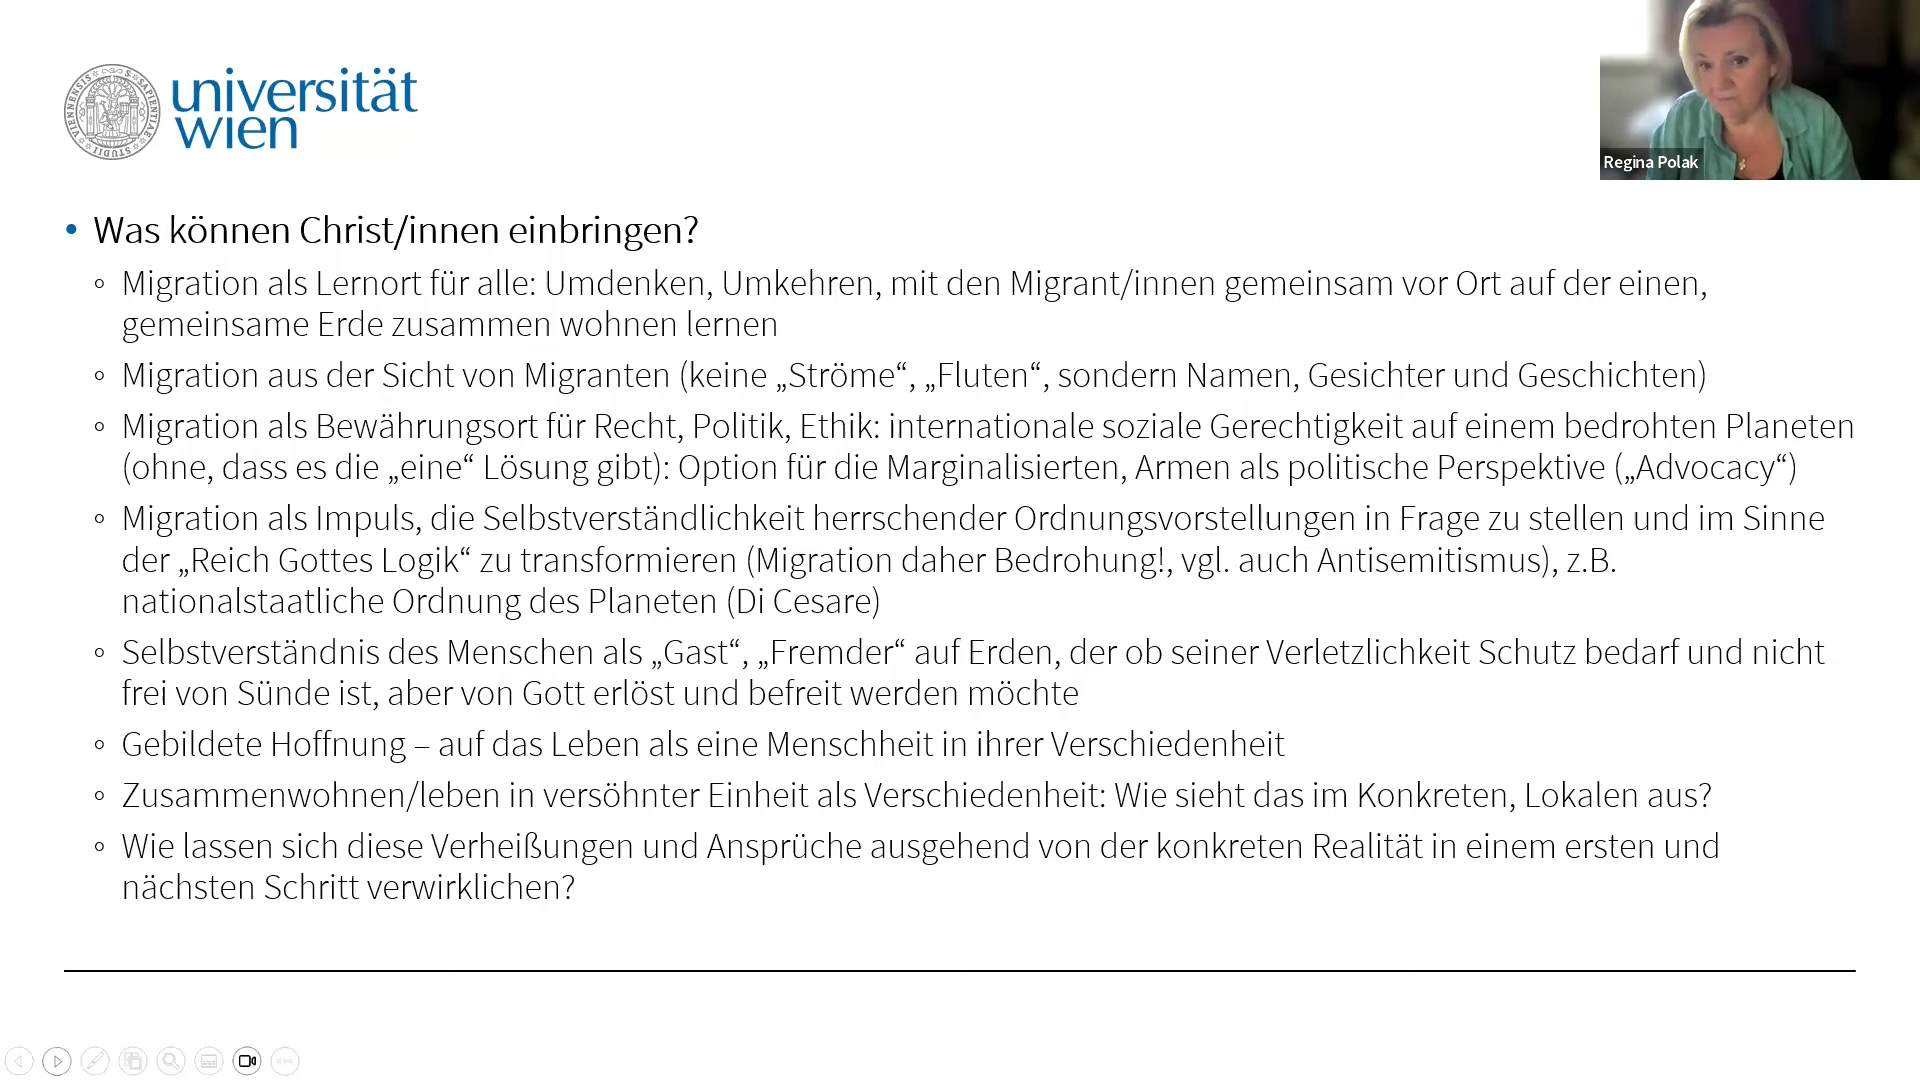 universität
wien
Regina Polak
Was können Christ/innen einbringen?
Migration als Lernort für alle: Umdenken, Umkehren, mit den Migrant/innen gemeinsam vor Ort auf der einen,
gemeinsame Erde zusammen wohnen lernen
Migration aus der Sicht von Migranten (keine „Ströme“, „Fluten“, sondern Namen, Gesichter und Geschichten)
Migration als Bewährungsort für Recht, Politik, Ethik: internationale soziale Gerechtigkeit auf einem bedrohten Planeten
(ohne, dass es die „eine“ Lösung gibt): Option für die Marginalisierten, Armen als politische Perspektive („Advocacy“)
Migration als Impuls, die Selbstverständlichkeit herrschender Ordnungsvorstellungen in Frage zu stellen und im Sinne
der „Reich Gottes Logik“ zu transformieren (Migration daher Bedrohung!, vgl. auch Antisemitismus), z.B.
nationalstaatliche Ordnung des Planeten (Di Cesare)
Selbstverständnis des Menschen als „Gast“, „Fremder“ auf Erden, der ob seiner Verletzlichkeit Schutz bedarf und nicht
frei von Sünde ist, aber von Gott erlöst und befreit werden möchte
Gebildete Hoffnung – auf das Leben als eine Menschheit in ihrer Verschiedenheit
Zusammenwohnen/leben in versöhnter Einheit als Verschiedenheit: Wie sieht das im Konkreten, Lokalen aus?
Wie lassen sich diese Verheißungen und Ansprüche ausgehend von der konkreten Realität in einem ersten und
nächsten Schritt verwirklichen?